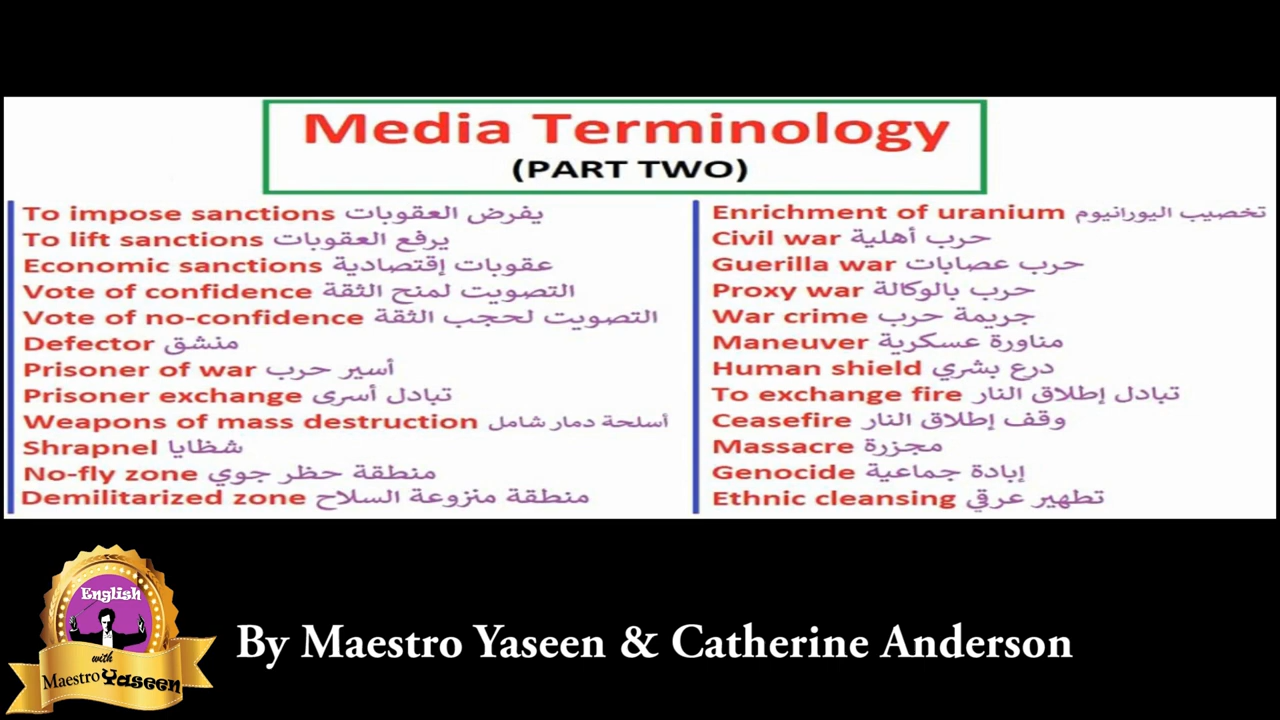 Media Terminology
(PART TWO)
To impose sanctions يفرض العقوبات
To lift sanctions يرفع العقوبات
Economic sanctions عقوبات إقتصادية
Vote of confidence التصويت لمنح الثقة
Vote of no-confidence التصويت لحجب الثقة
Defector منشق
Prisoner of war أسير حرب
Prisoner exchange تبادل أسرى
Weapons of mass destruction أسلحة دمار شامل
Shrapnel شظايا
No-fly zone منطقة حظر جوي
Demilitarized zone منطقة منزوعة السلاح
Enrichment of uranium تخصيب اليورانيوم
Civil war حرب أهلية
Guerilla war حرب عصابات
Proxy war حرب بالوكالة
War crime جريمة حرب
Maneuver مناورة عسكرية
Human shield درع بشري
To exchange fire تبادل إطلاق النار
Ceasefire وقف إطلاق النار
Massacre مجزرة
Genocide إبادة جماعية
Ethnic cleansing تطهير عرقي
English
with
Maestro Yaseen
By Maestro Yaseen & Catherine Anderson